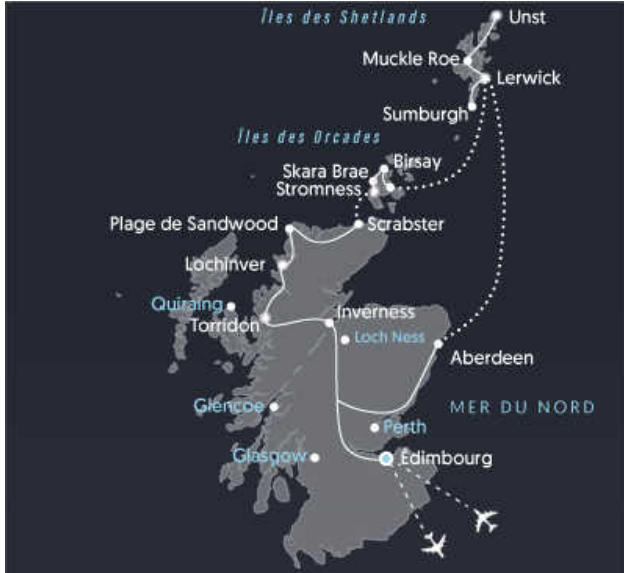 Îles des Shetlands
Unst
Muckle Roe
Lerwick
Sumburgh
Îles des Orcades
Birsay
Skara Brae
Stromness
Plage de Sandwood
Scrabster
Lochinver
Quiraing
Torridon
Inverness
Loch Ness
Aberdeen
Glencoe
MER DU NORD
Perth
Glasgow
Édimbourg